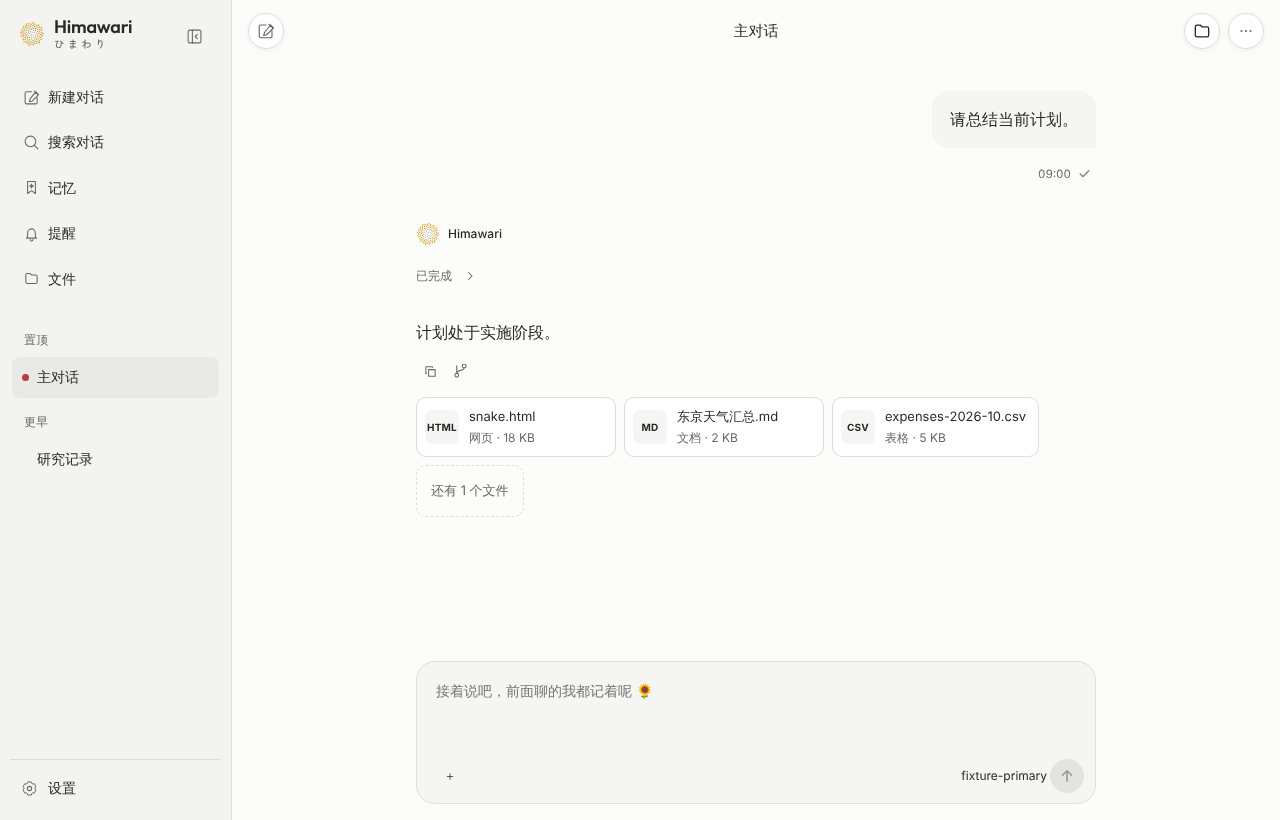 Himawari
ひまわり
新建对话
搜索对话
记忆
提醒
文件
置顶
主对话
更早
研究记录
设置
主对话
请总结当前计划。
09:00
Himawari
已完成
计划处于实施阶段。
HTML
snake.html
网页 · 18 KB
MD
东京天气汇总.md
文档 · 2 KB
CSV
expenses-2026-10.csv
表格 · 5 KB
还有 1 个文件
接着说吧，前面聊的我都记着呢 🌻
+
fixture-primary